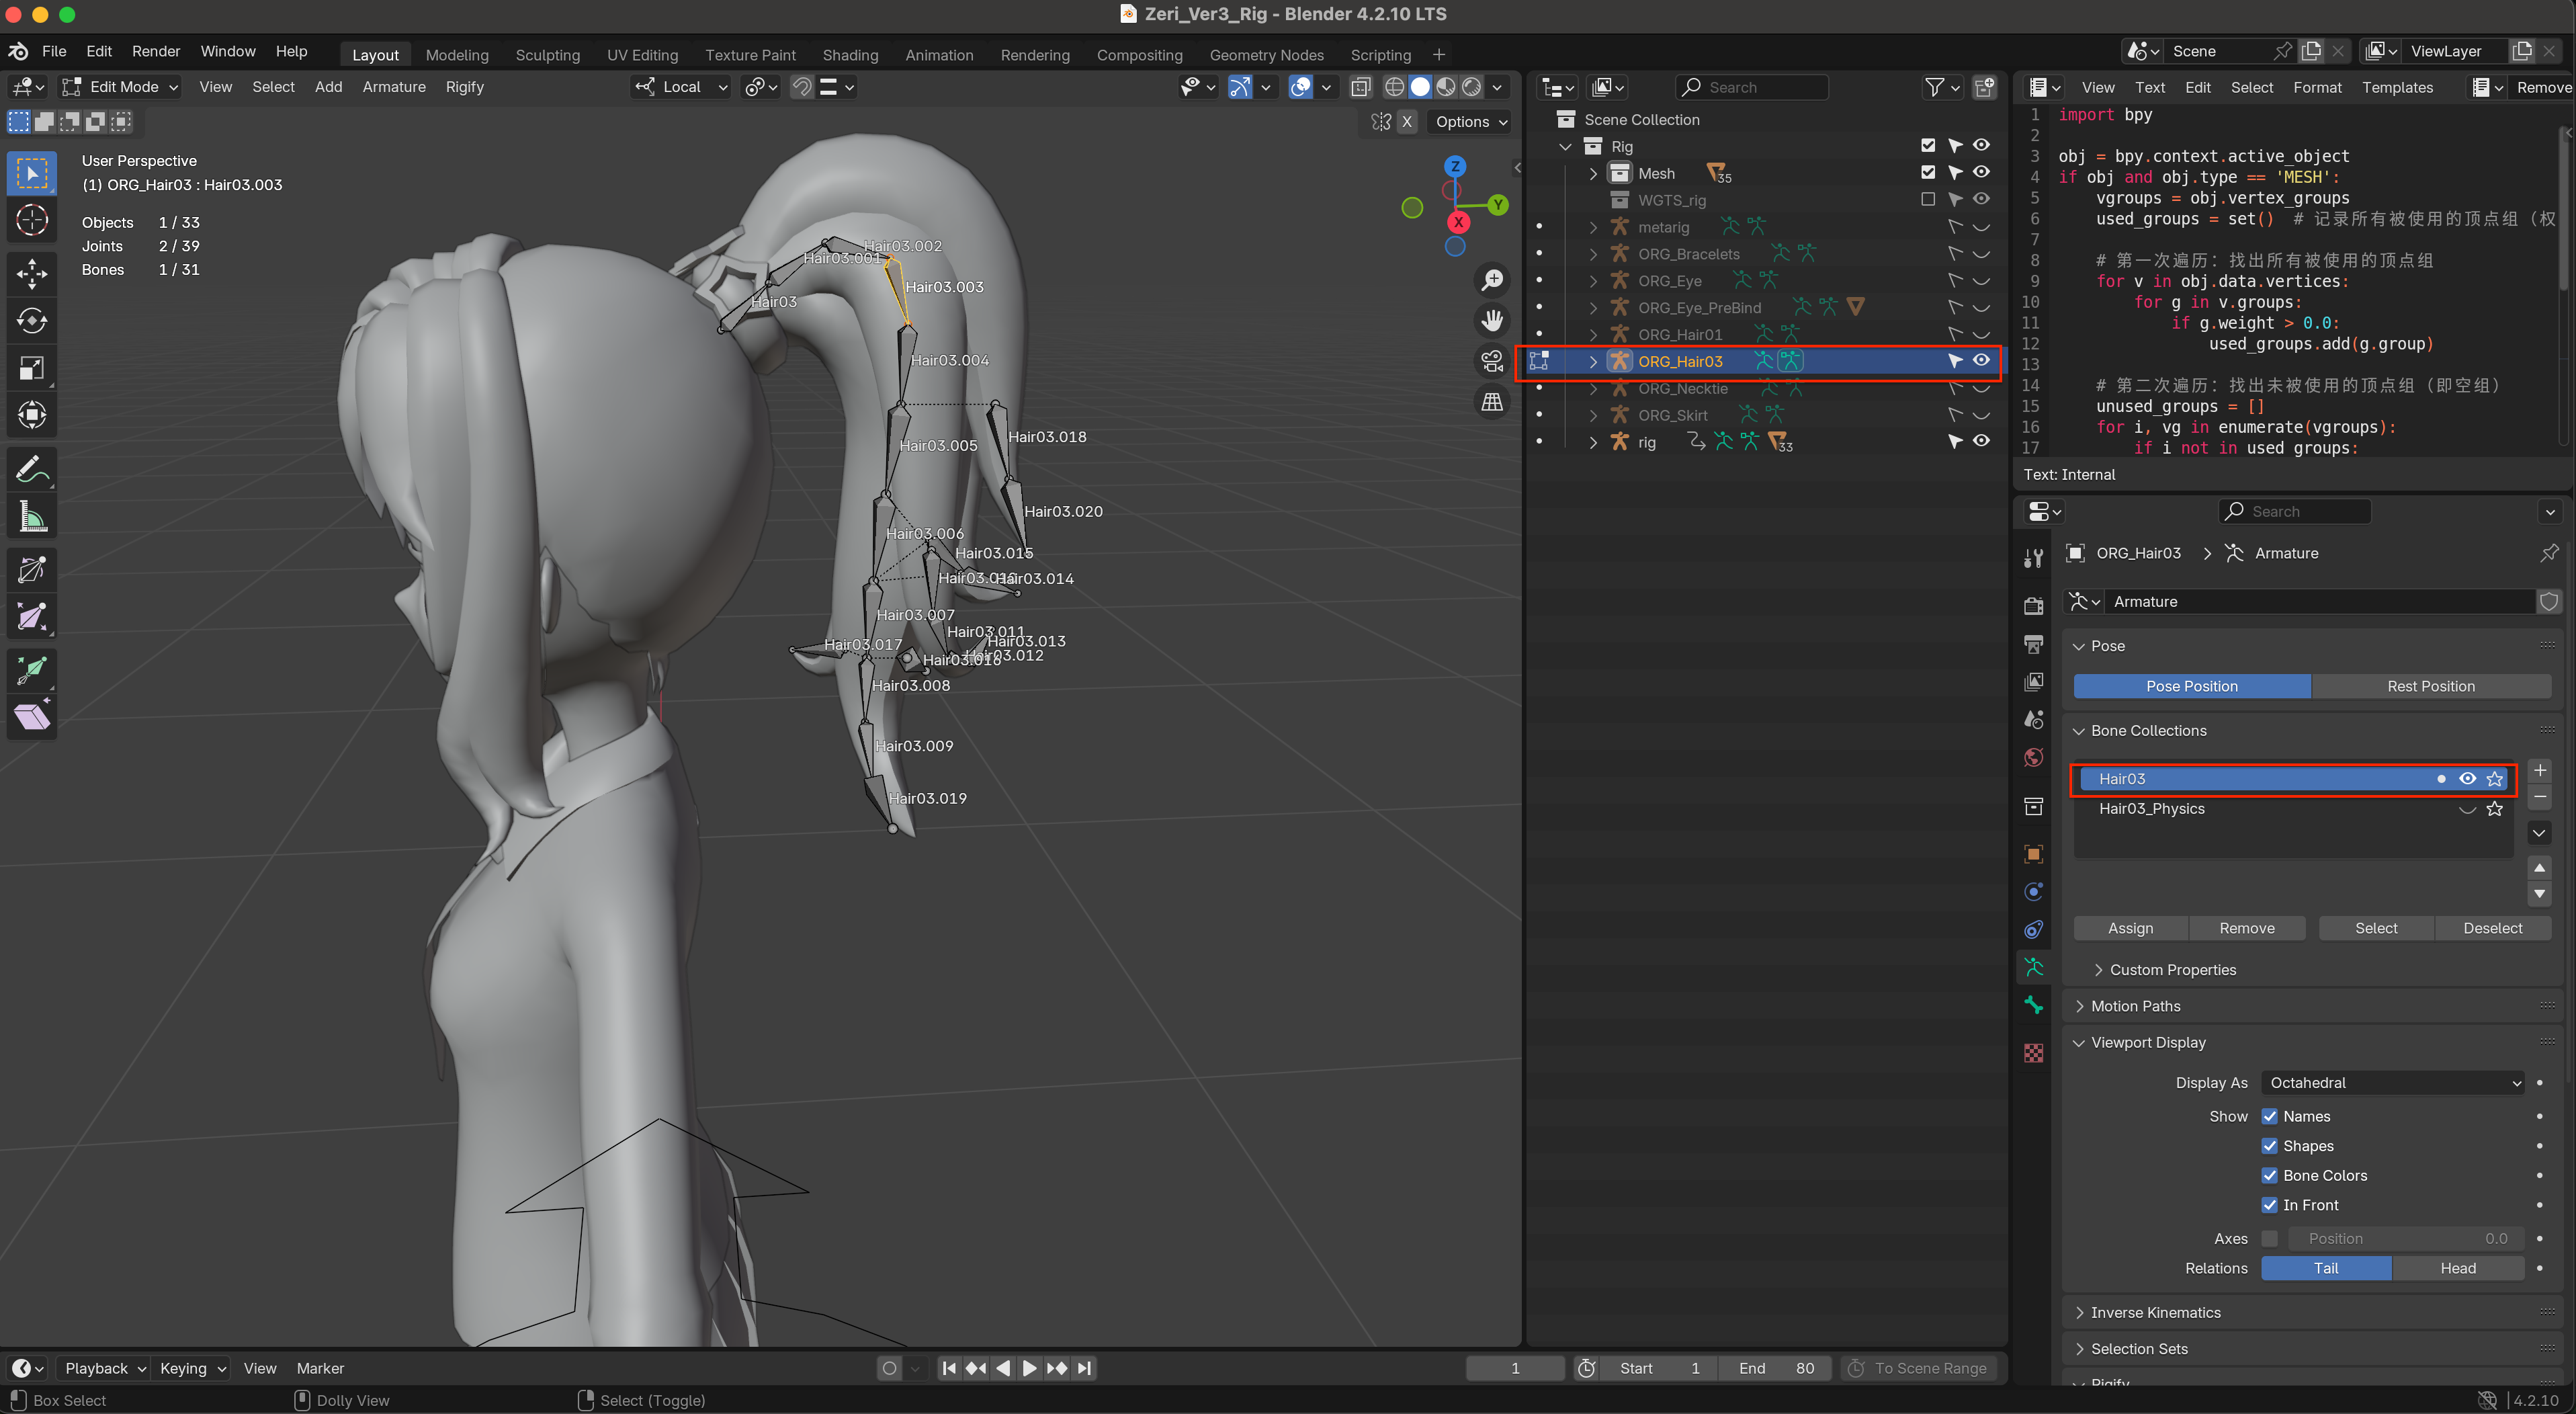 Zeri_Ver3_Rig - Blender 4.2.10 LTS
File Edit Render Window Help
Layout Modeling Sculpting UV Editing Texture Paint Shading Animation Rendering Compositing Geometry Nodes Scripting +
Scene
ViewLayer
Edit Mode View Select Add Armature Rigify
Local
X Options
User Perspective
(1) ORG_Hair03 : Hair03.003
Objects 1 / 33
Joints 2 / 39
Bones 1 / 31
Z
Y
X
Hair03.002
Hair03.001
Hair03.003
Hair03
Hair03.004
Hair03.018
Hair03.005
Hair03.020
Hair03.006
Hair03.015
Hair03.014
Hair03.007
Hair03.011
Hair03.013
Hair03.017
Hair03.012
Hair03.016
Hair03.008
Hair03.009
Hair03.019
Search
Scene Collection
Rig
Mesh 35
WGTS_rig
metarig
ORG_Bracelets
ORG_Eye
ORG_Eye_PreBind
ORG_Hair01
ORG_Hair03
ORG_Necktie
ORG_Skirt
rig 33
View Text Edit Select Format Templates Remove
1 import bpy
2
3 obj = bpy.context.active_object
4 if obj and obj.type == 'MESH':
5 vgroups = obj.vertex_groups
6 used_groups = set() # 记录所有被使用的顶点组（权
7
8 # 第一次遍历：找出所有被使用的顶点组
9 for v in obj.data.vertices:
10 for g in v.groups:
11 if g.weight > 0.0:
12 used_groups.add(g.group)
13
14 # 第二次遍历：找出未被使用的顶点组（即空组）
15 unused_groups = []
16 for i, vg in enumerate(vgroups):
17 if i not in used_groups:
Text: Internal
Search
ORG_Hair03 > Armature
Armature
Pose
Pose Position Rest Position
Bone Collections
Hair03
Hair03_Physics
Assign Remove Select Deselect
Custom Properties
Motion Paths
Viewport Display
Display As Octahedral
Show Names
Shapes
Bone Colors
In Front
Axes Position 0.0
Relations Tail Head
Inverse Kinematics
Selection Sets
Rigify
Playback Keying View Marker
1 Start 1 End 80 To Scene Range
Box Select Dolly View Select (Toggle)
4.2.10